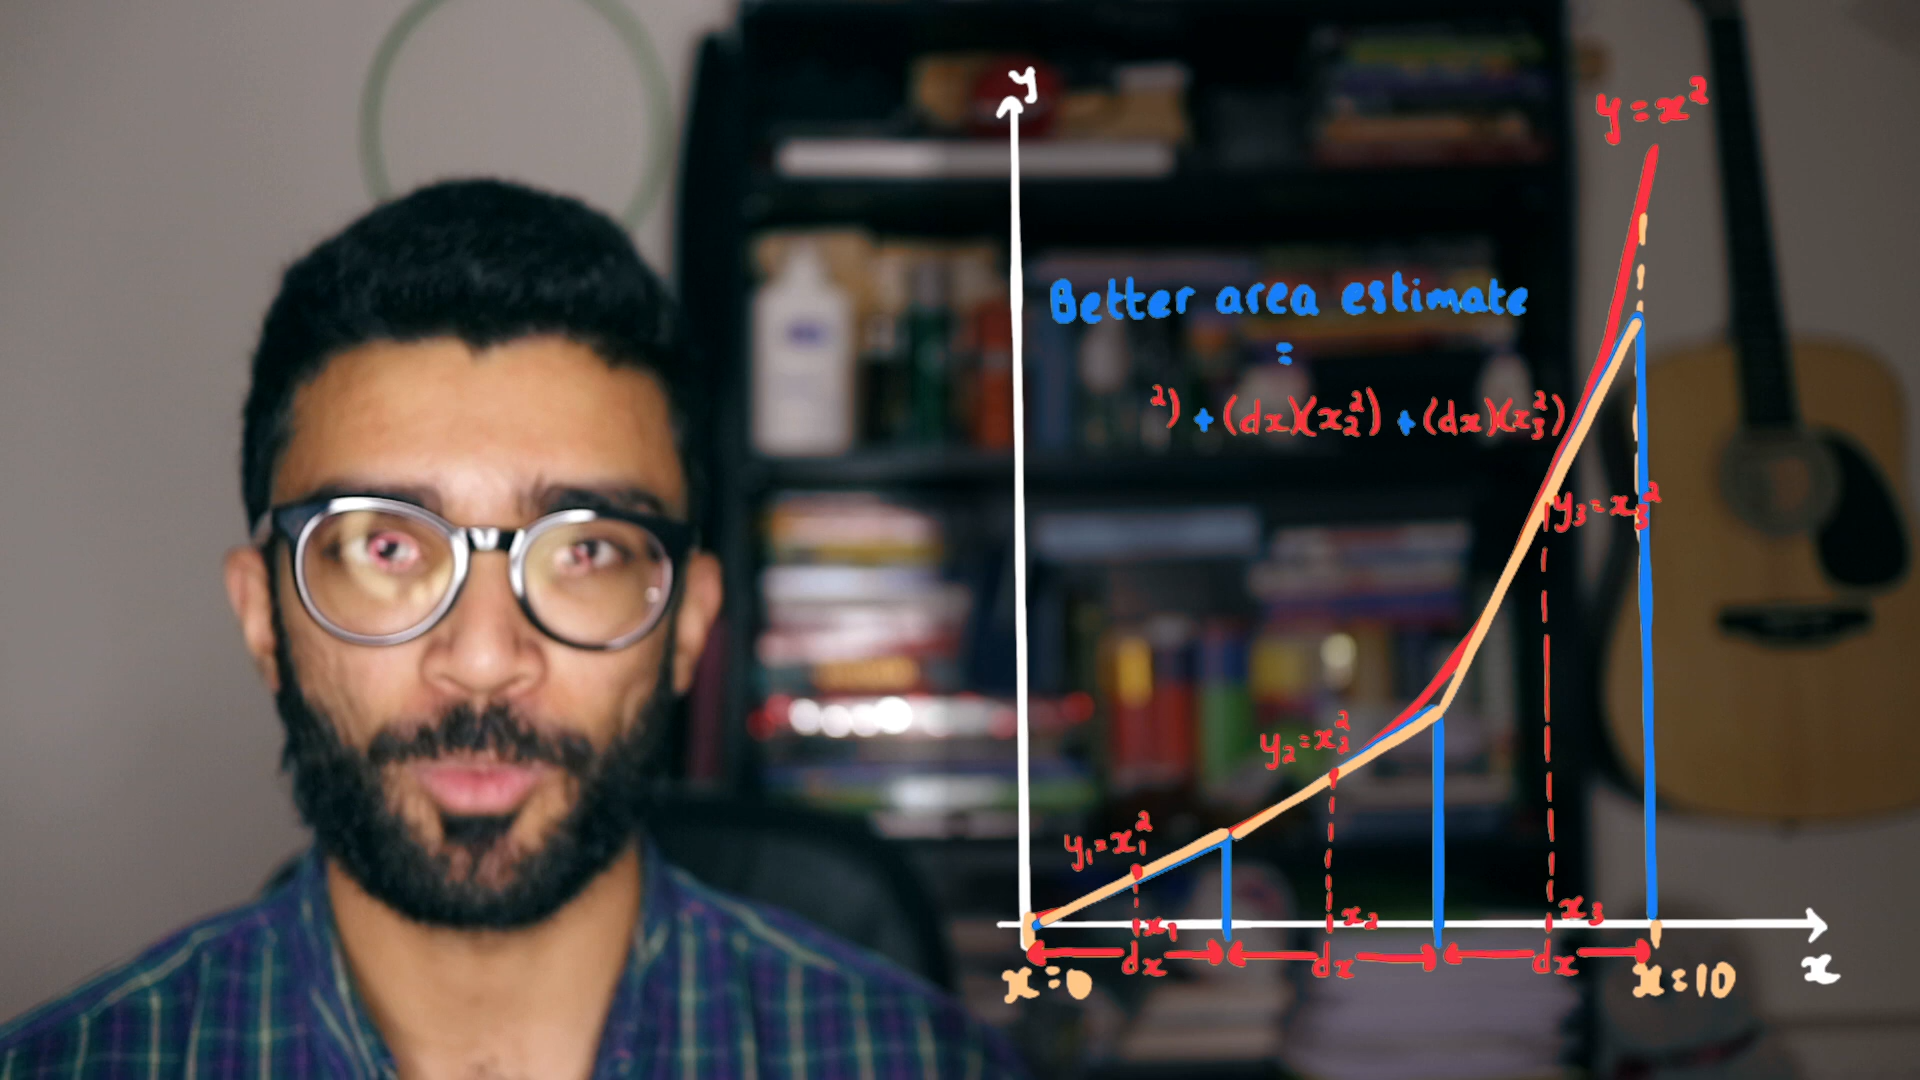 y
y=x²
Better area estimate
=
²) + (dx)(x₂²) + (dx)(x₃²)
y₃=x₃²
y₂=x₂²
y₁=x₁²
x₁ x₂ x₃
dx dx dx
x=0 x=10 x